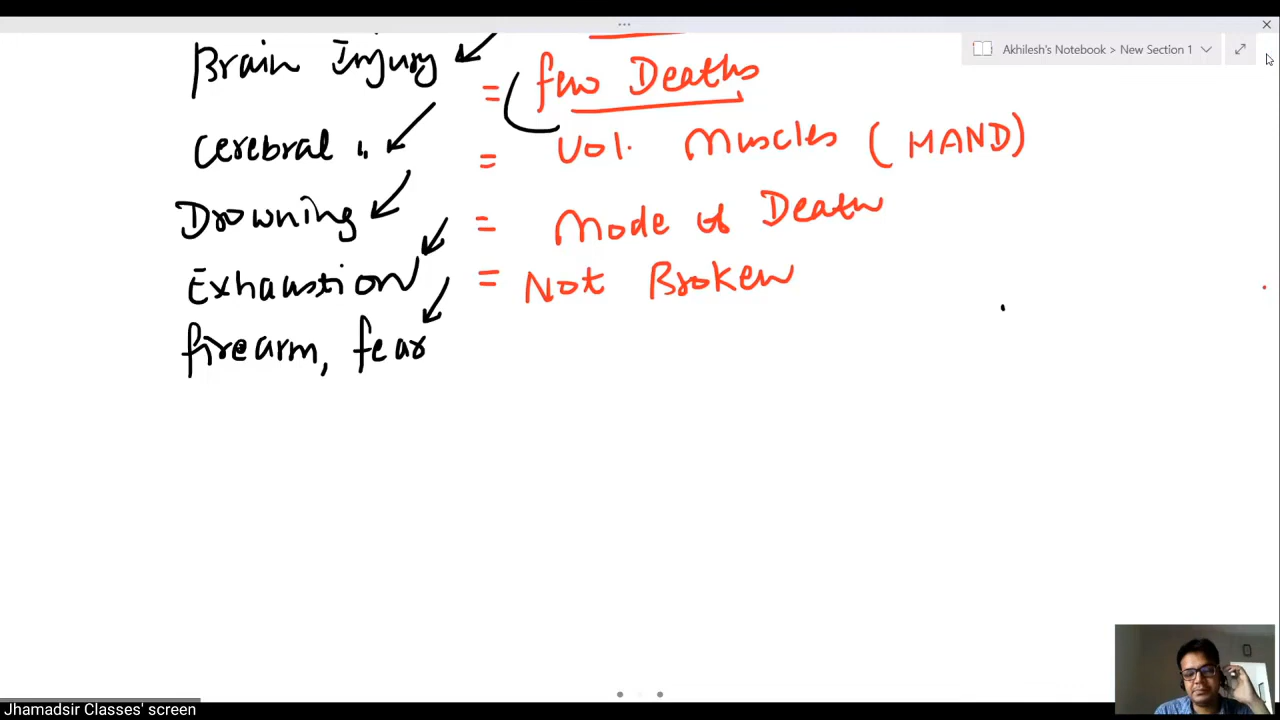 Akhilesh's Notebook > New Section 1
Brain Injury
= few Deaths
Cerebral "
= Vol. Muscles (HAND)
Drowning
= Mode of Death
Exhaustion
= Not Broken
firearm, fear
Jhamadsir Classes' screen